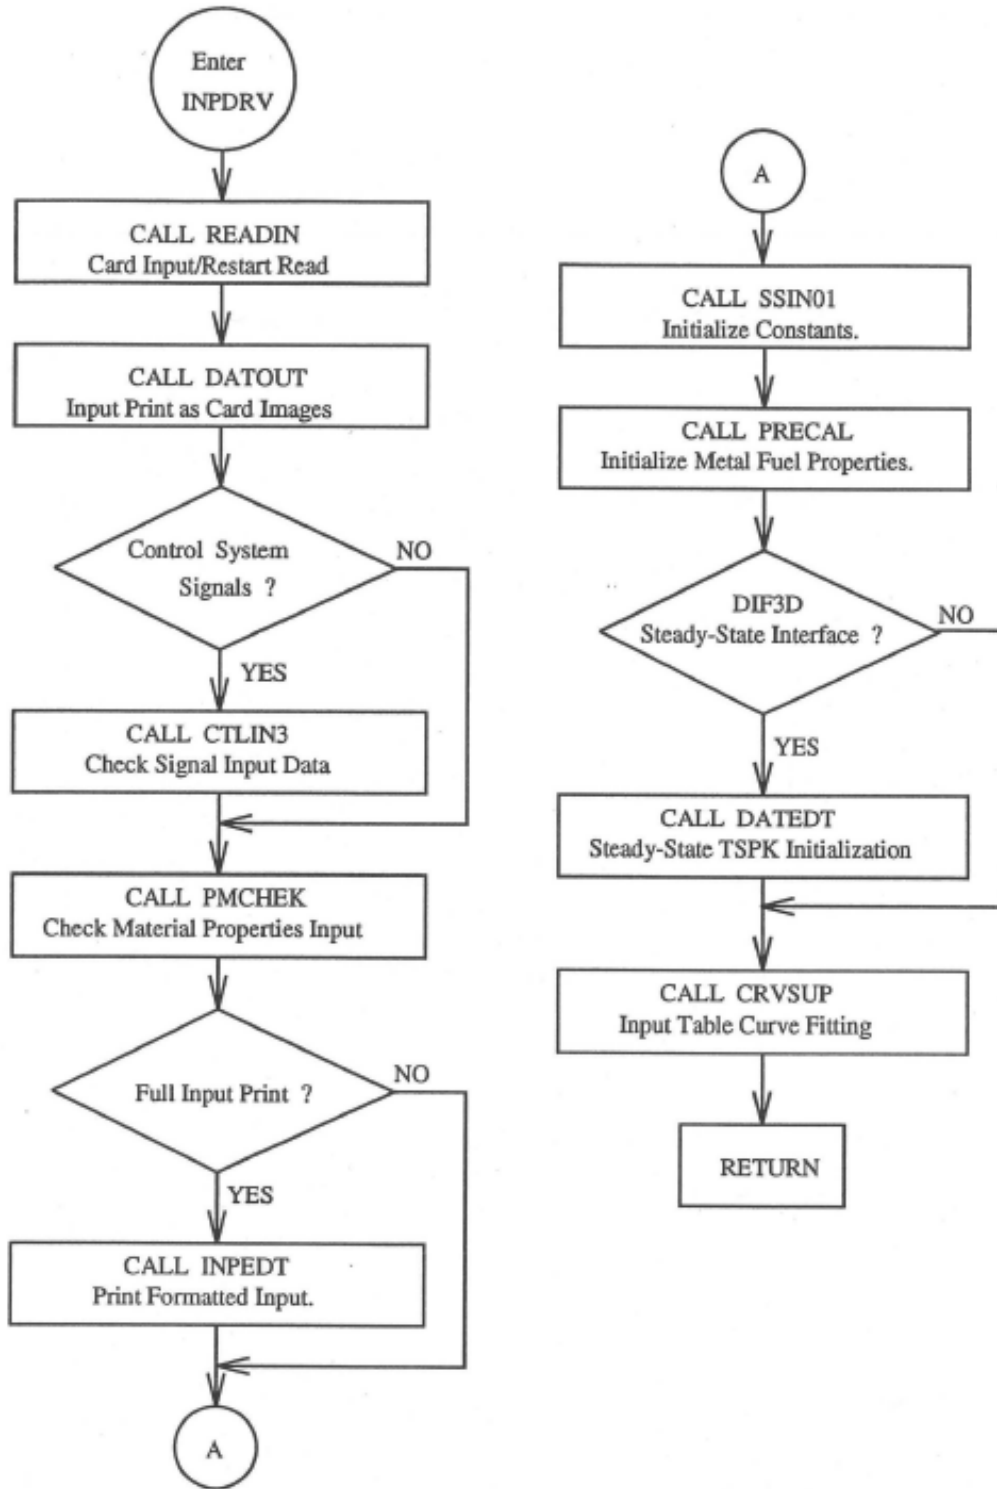 Enter
INPDRV
CALL READIN
Card Input/Restart Read
CALL DATOUT
Input Print as Card Images
Control System
Signals ?
NO
YES
CALL CTLIN3
Check Signal Input Data
CALL PMCHEK
Check Material Properties Input
Full Input Print ?
NO
YES
CALL INPEDT
Print Formatted Input.
A
A
CALL SSIN01
Initialize Constants.
CALL PRECAL
Initialize Metal Fuel Properties.
DIF3D
Steady-State Interface ?
NO
YES
CALL DATEDT
Steady-State TSPK Initialization
CALL CRVSUP
Input Table Curve Fitting
RETURN